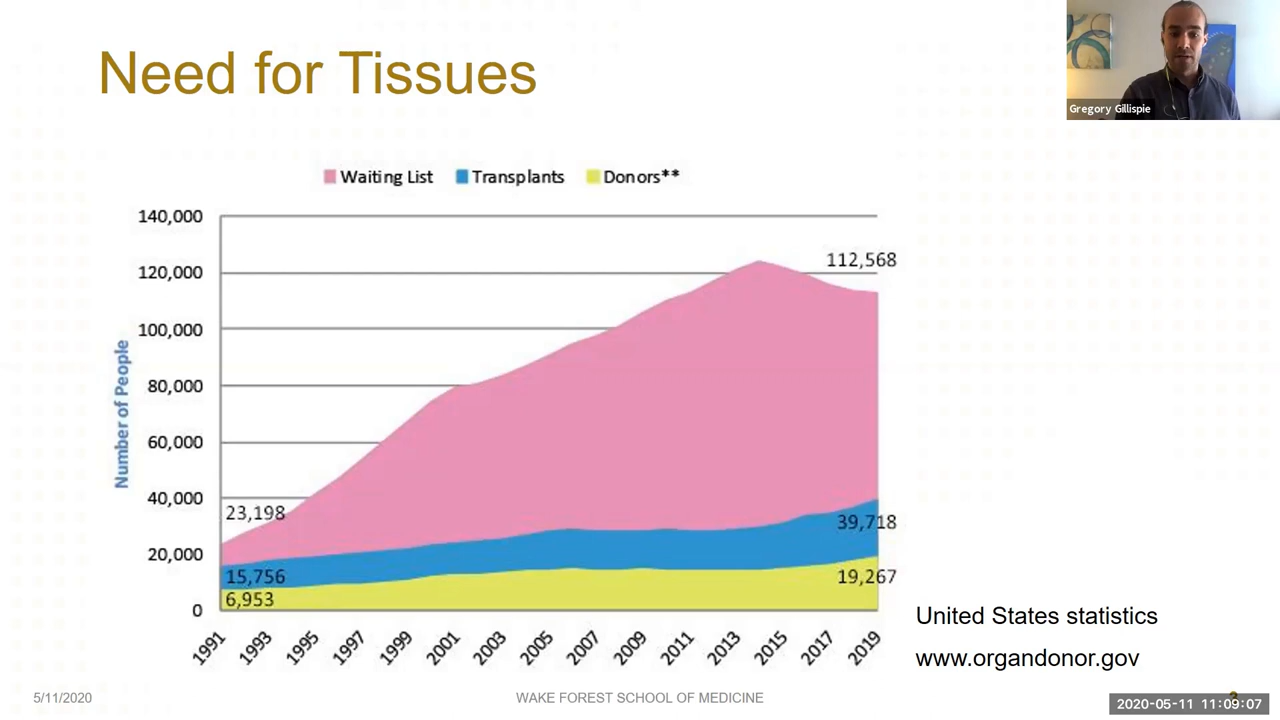 Need for Tissues
Gregory Gillispie
Waiting List Transplants Donors**
140,000
120,000
100,000
80,000
60,000
40,000
20,000
0
Number of People
112,568
23,198
39,718
15,756
19,267
6,953
1991 1993 1995 1997 1999 2001 2003 2005 2007 2009 2011 2013 2015 2017 2019
United States statistics
www.organdonor.gov
5/11/2020
WAKE FOREST SCHOOL OF MEDICINE
2020-05-11 11:09:07